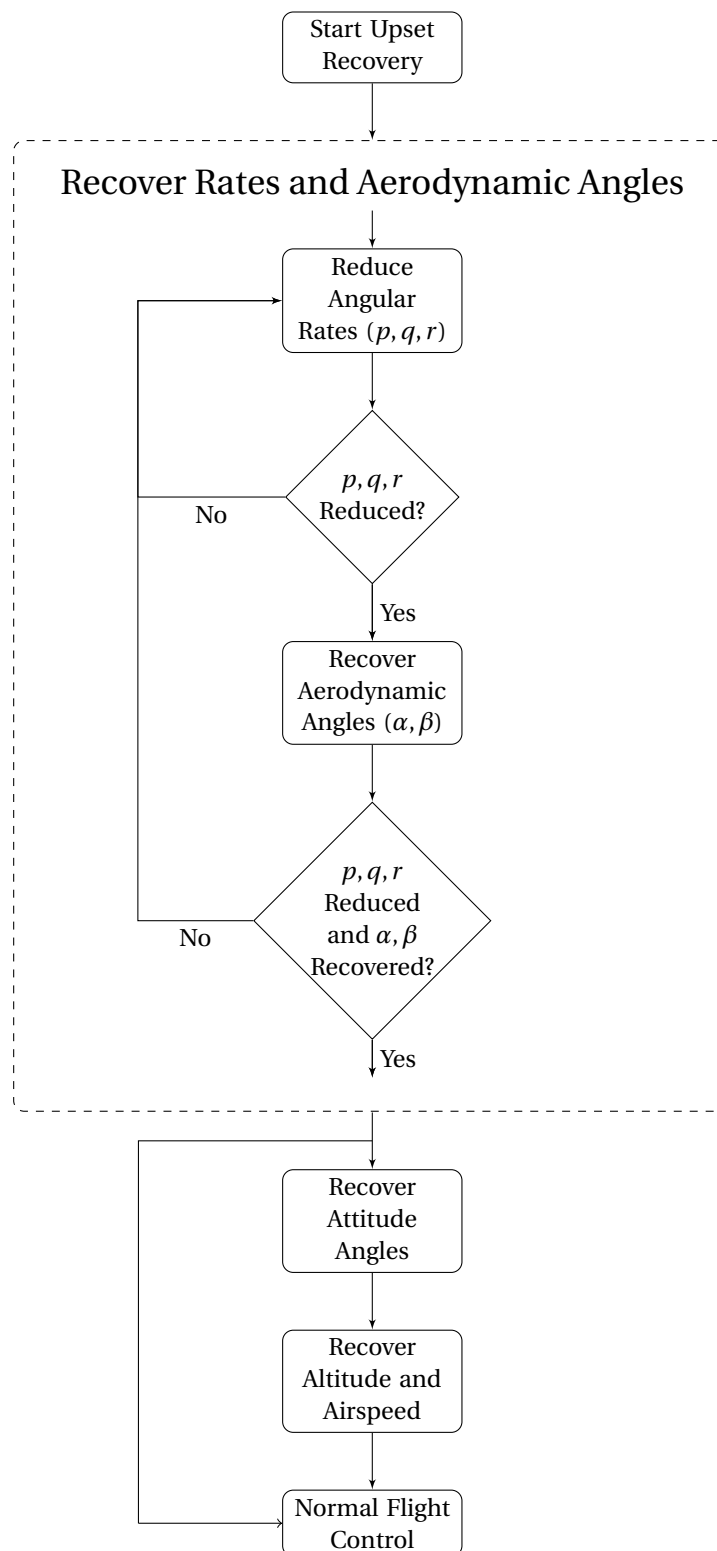 Start Upset
Recovery
Recover Rates and Aerodynamic Angles
Reduce
Angular
Rates (p, q, r)
p, q, r
Reduced?
No
Yes
Recover
Aerodynamic
Angles (α, β)
p, q, r
Reduced
and α, β
Recovered?
No
Yes
Recover
Attitude
Angles
Recover
Altitude and
Airspeed
Normal Flight
Control